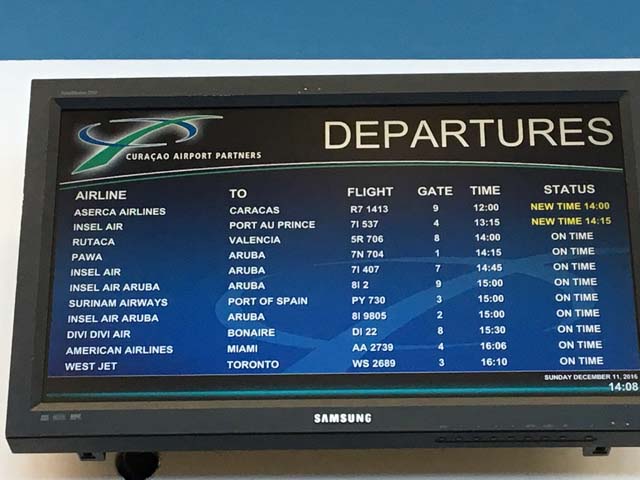 DEPARTURES
CURAÇAO AIRPORT PARTNERS
AIRLINE TO FLIGHT GATE TIME STATUS
ASERCA AIRLINES CARACAS R7 1413 9 12:00 NEW TIME 14:00
INSEL AIR PORT AU PRINCE 7I 537 4 13:15 NEW TIME 14:15
RUTACA VALENCIA 5R 706 8 14:00 ON TIME
PAWA ARUBA 7N 704 1 14:15 ON TIME
INSEL AIR ARUBA 7I 407 7 14:45 ON TIME
INSEL AIR ARUBA ARUBA 8I 2 9 15:00 ON TIME
SURINAM AIRWAYS PORT OF SPAIN PY 730 3 15:00 ON TIME
INSEL AIR ARUBA ARUBA 8I 9805 2 15:00 ON TIME
DIVI DIVI AIR BONAIRE DI 22 8 15:30 ON TIME
AMERICAN AIRLINES MIAMI AA 2739 4 16:06 ON TIME
WEST JET TORONTO WS 2689 3 16:10 ON TIME
SUNDAY DECEMBER 11, 2016
14:08
SAMSUNG